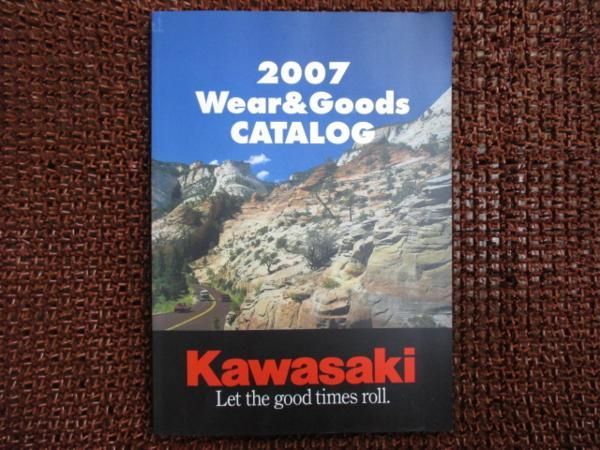 2007
Wear&Goods
CATALOG
Kawasaki
Let the good times roll.